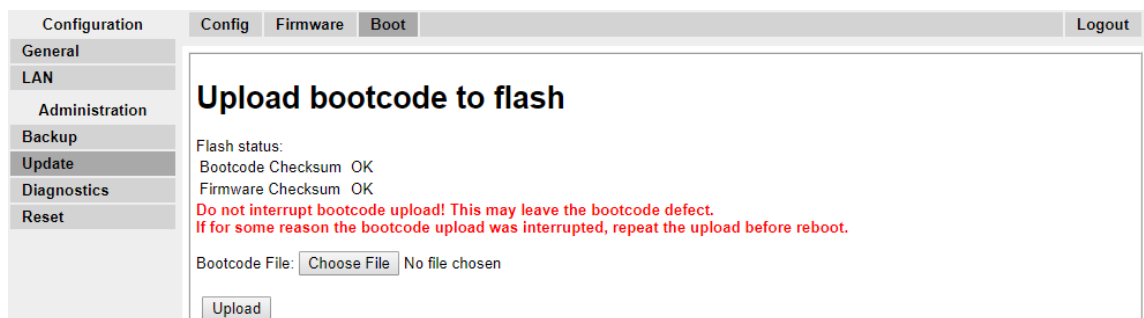 Configuration
Config Firmware Boot Logout
General
LAN
Administration
Backup
Update
Diagnostics
Reset
Upload bootcode to flash
Flash status:
Bootcode Checksum OK
Firmware Checksum OK
Do not interrupt bootcode upload! This may leave the bootcode defect.
If for some reason the bootcode upload was interrupted, repeat the upload before reboot.
Bootcode File: Choose File No file chosen
Upload